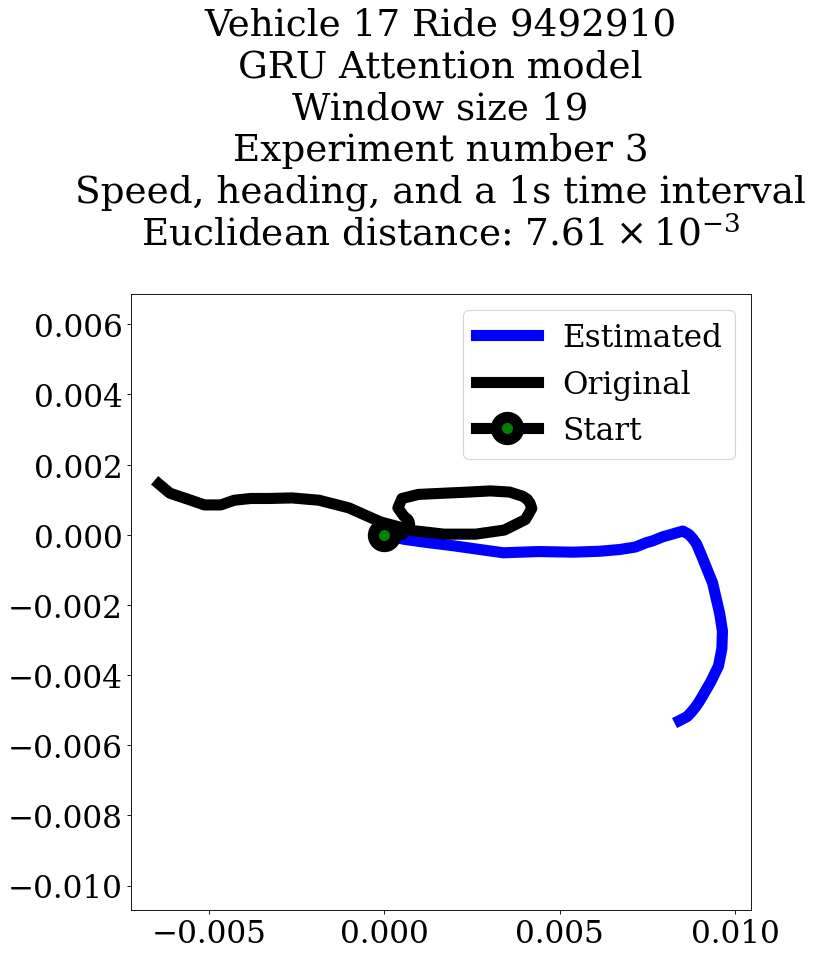 Vehicle 17 Ride 9492910
GRU Attention model
Window size 19
Experiment number 3
Speed, heading, and a 1s time interval
Euclidean distance: 7.61 × 10⁻³
Estimated
Original
Start
0.006
0.004
0.002
0.000
−0.002
−0.004
−0.006
−0.008
−0.010
−0.005 0.000 0.005 0.010